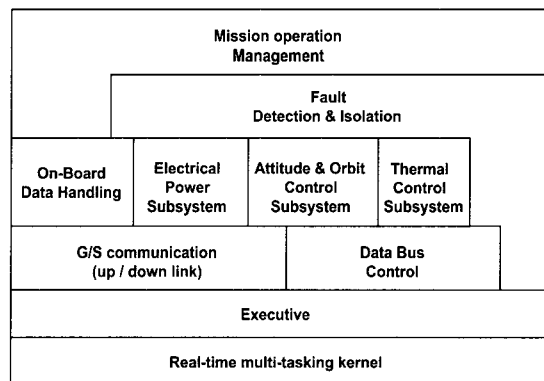 Mission operation
Management
Fault
Detection & Isolation
On-Board
Data Handling
Electrical
Power
Subsystem
Attitude & Orbit
Control
Subsystem
Thermal
Control
Subsystem
G/S communication
(up / down link)
Data Bus
Control
Executive
Real-time multi-tasking kernel